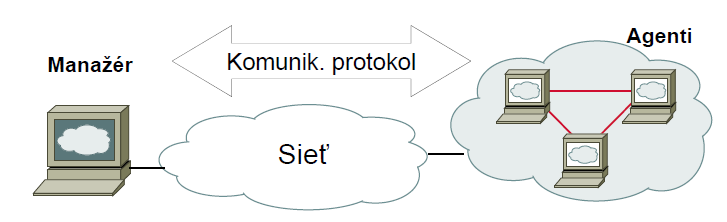 Manažér
Komunik. protokol
Agenti
Sieť